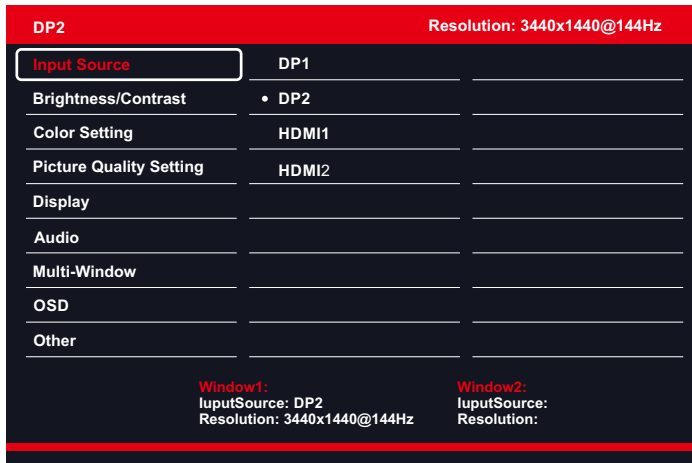 DP2 Resolution: 3440x1440@144Hz
Input Source DP1
Brightness/Contrast • DP2
Color Setting HDMI1
Picture Quality Setting HDMI2
Display
Audio
Multi-Window
OSD
Other
Window1: Window2:
IuputSource: DP2 IuputSource:
Resolution: 3440x1440@144Hz Resolution: